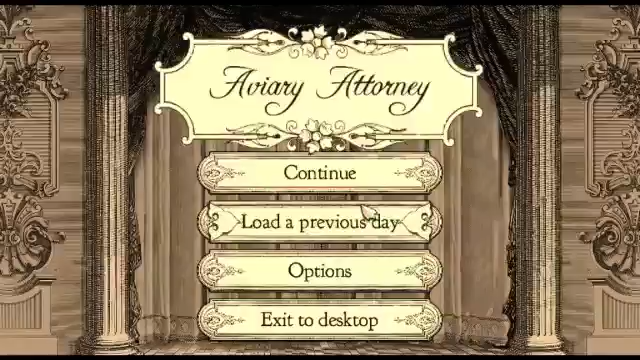 Aviary Attorney
Continue
Load a previous day
Options
Exit to desktop